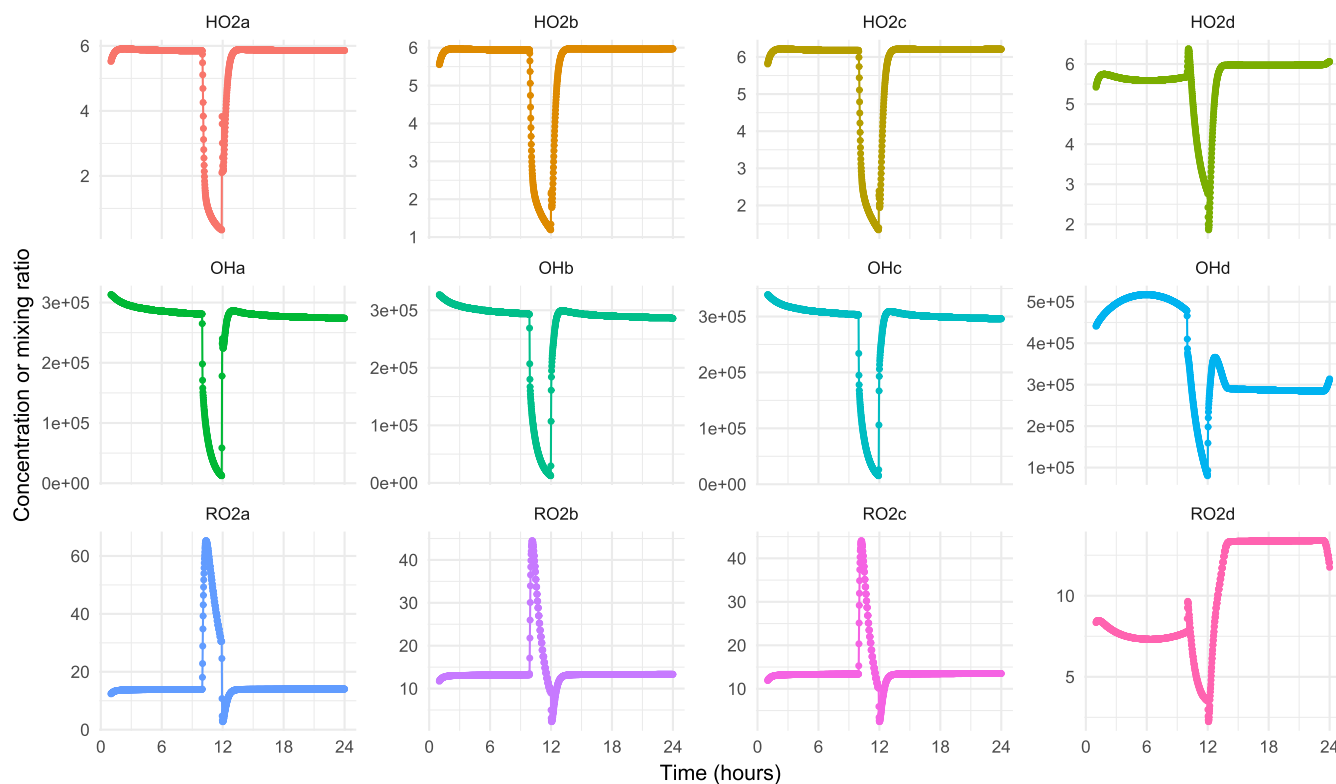 HO2a HO2b HO2c HO2d
6 6 6 6
4 5 5 5
2 4 4 4
3 3 3
2 2 2
1
OHa OHb OHc OHd
3e+05 3e+05 3e+05 5e+05
2e+05 2e+05 2e+05 4e+05
1e+05 1e+05 1e+05 3e+05
0e+00 0e+00 0e+00 2e+05
1e+05
RO2a RO2b RO2c RO2d
60 40 40 10
40 30 30 5
20 20 20
0 10 10
0 6 12 18 24 0 6 12 18 24 0 6 12 18 24 0 6 12 18 24
Time (hours)
Concentration or mixing ratio